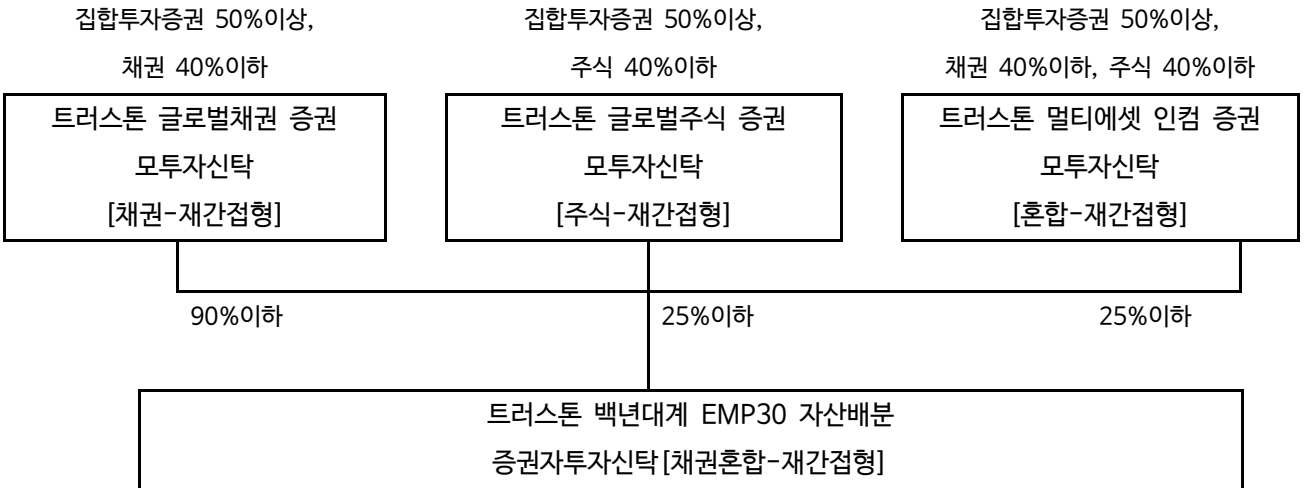 집합투자증권 50%이상,
채권 40%이하
집합투자증권 50%이상,
주식 40%이하
집합투자증권 50%이상,
채권 40%이하, 주식 40%이하
트러스톤 글로벌채권 증권
모투자신탁
[채권-재간접형]
트러스톤 글로벌주식 증권
모투자신탁
[주식-재간접형]
트러스톤 멀티에셋 인컴 증권
모투자신탁
[혼합-재간접형]
90%이하
25%이하
25%이하
트러스톤 백년대계 EMP30 자산배분
증권자투자신탁[채권혼합-재간접형]